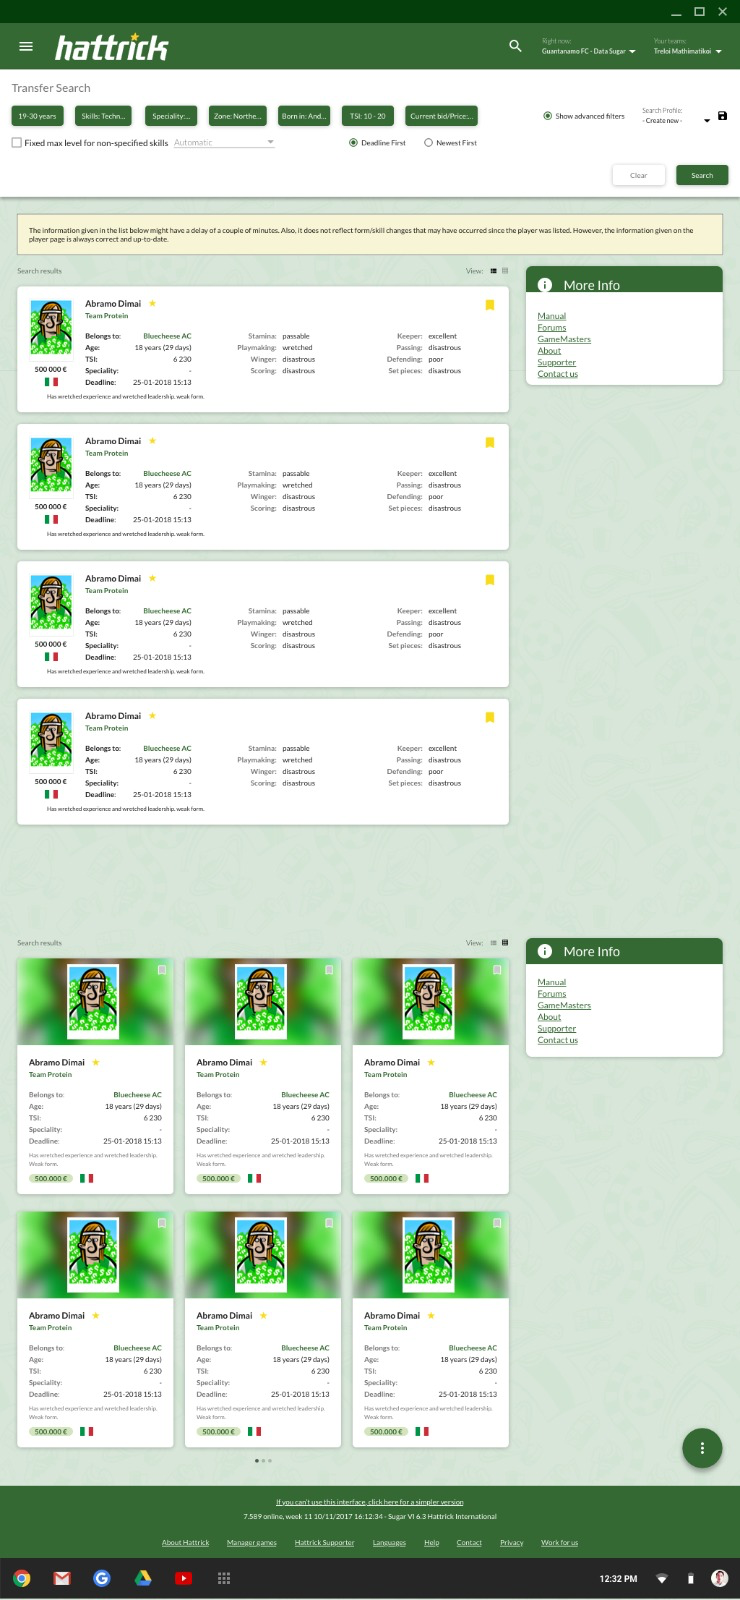 hattrick
Right now:
Guantanamo FC - Data Sugar
Your teams:
Treloi Mathimatikoi
Transfer Search
19-30 years
Skills: Techn...
Speciality:...
Zone: Northe...
Born in: And...
TSI: 10 - 20
Current bid/Price:...
Show advanced filters
Search Profile:
- Create new -
Fixed max level for non-specified skills
Automatic
Deadline First
Newest First
Clear
Search
The information given in the list below might have a delay of a couple of minutes. Also, it does not reflect form/skill changes that may have occurred since the player was listed. However, the information given on the
player page is always correct and up-to-date.
Search results
View:
More Info
Manual
Forums
GameMasters
About
Supporter
Contact us
Abramo Dimai
Team Protein
Belongs to: Bluecheese AC Stamina: passable Keeper: excellent
Age: 18 years (29 days) Playmaking: wretched Passing: disastrous
TSI: 6 230 Winger: disastrous Defending: poor
Speciality: - Scoring: disastrous Set pieces: disastrous
Deadline: 25-01-2018 15:13
500 000 €
Has wretched experience and wretched leadership. weak form.
Abramo Dimai
Team Protein
Belongs to: Bluecheese AC Stamina: passable Keeper: excellent
Age: 18 years (29 days) Playmaking: wretched Passing: disastrous
TSI: 6 230 Winger: disastrous Defending: poor
Speciality: - Scoring: disastrous Set pieces: disastrous
Deadline: 25-01-2018 15:13
500 000 €
Has wretched experience and wretched leadership. weak form.
Abramo Dimai
Team Protein
Belongs to: Bluecheese AC Stamina: passable Keeper: excellent
Age: 18 years (29 days) Playmaking: wretched Passing: disastrous
TSI: 6 230 Winger: disastrous Defending: poor
Speciality: - Scoring: disastrous Set pieces: disastrous
Deadline: 25-01-2018 15:13
500 000 €
Has wretched experience and wretched leadership. weak form.
Abramo Dimai
Team Protein
Belongs to: Bluecheese AC Stamina: passable Keeper: excellent
Age: 18 years (29 days) Playmaking: wretched Passing: disastrous
TSI: 6 230 Winger: disastrous Defending: poor
Speciality: - Scoring: disastrous Set pieces: disastrous
Deadline: 25-01-2018 15:13
500 000 €
Has wretched experience and wretched leadership. weak form.
Search results
View:
More Info
Manual
Forums
GameMasters
About
Supporter
Contact us
Abramo Dimai
Team Protein
Belongs to: Bluecheese AC
Age: 18 years (29 days)
TSI: 6 230
Speciality: -
Deadline: 25-01-2018 15:13
Has wretched experience and wretched leadership.
Weak form.
500.000 €
Abramo Dimai
Team Protein
Belongs to: Bluecheese AC
Age: 18 years (29 days)
TSI: 6 230
Speciality: -
Deadline: 25-01-2018 15:13
Has wretched experience and wretched leadership.
Weak form.
500.000 €
Abramo Dimai
Team Protein
Belongs to: Bluecheese AC
Age: 18 years (29 days)
TSI: 6 230
Speciality: -
Deadline: 25-01-2018 15:13
Has wretched experience and wretched leadership.
Weak form.
500.000 €
Abramo Dimai
Team Protein
Belongs to: Bluecheese AC
Age: 18 years (29 days)
TSI: 6 230
Speciality: -
Deadline: 25-01-2018 15:13
Has wretched experience and wretched leadership.
Weak form.
500.000 €
Abramo Dimai
Team Protein
Belongs to: Bluecheese AC
Age: 18 years (29 days)
TSI: 6 230
Speciality: -
Deadline: 25-01-2018 15:13
Has wretched experience and wretched leadership.
Weak form.
500.000 €
Abramo Dimai
Team Protein
Belongs to: Bluecheese AC
Age: 18 years (29 days)
TSI: 6 230
Speciality: -
Deadline: 25-01-2018 15:13
Has wretched experience and wretched leadership.
Weak form.
500.000 €
If you can't use this interface, click here for a simpler version
7.589 online, week 11 10/11/2017 16:12:34 - Sugar VI 6.3 Hattrick International
About Hattrick Manager games Hattrick Supporter Languages Help Contact Privacy Work for us
12:32 PM